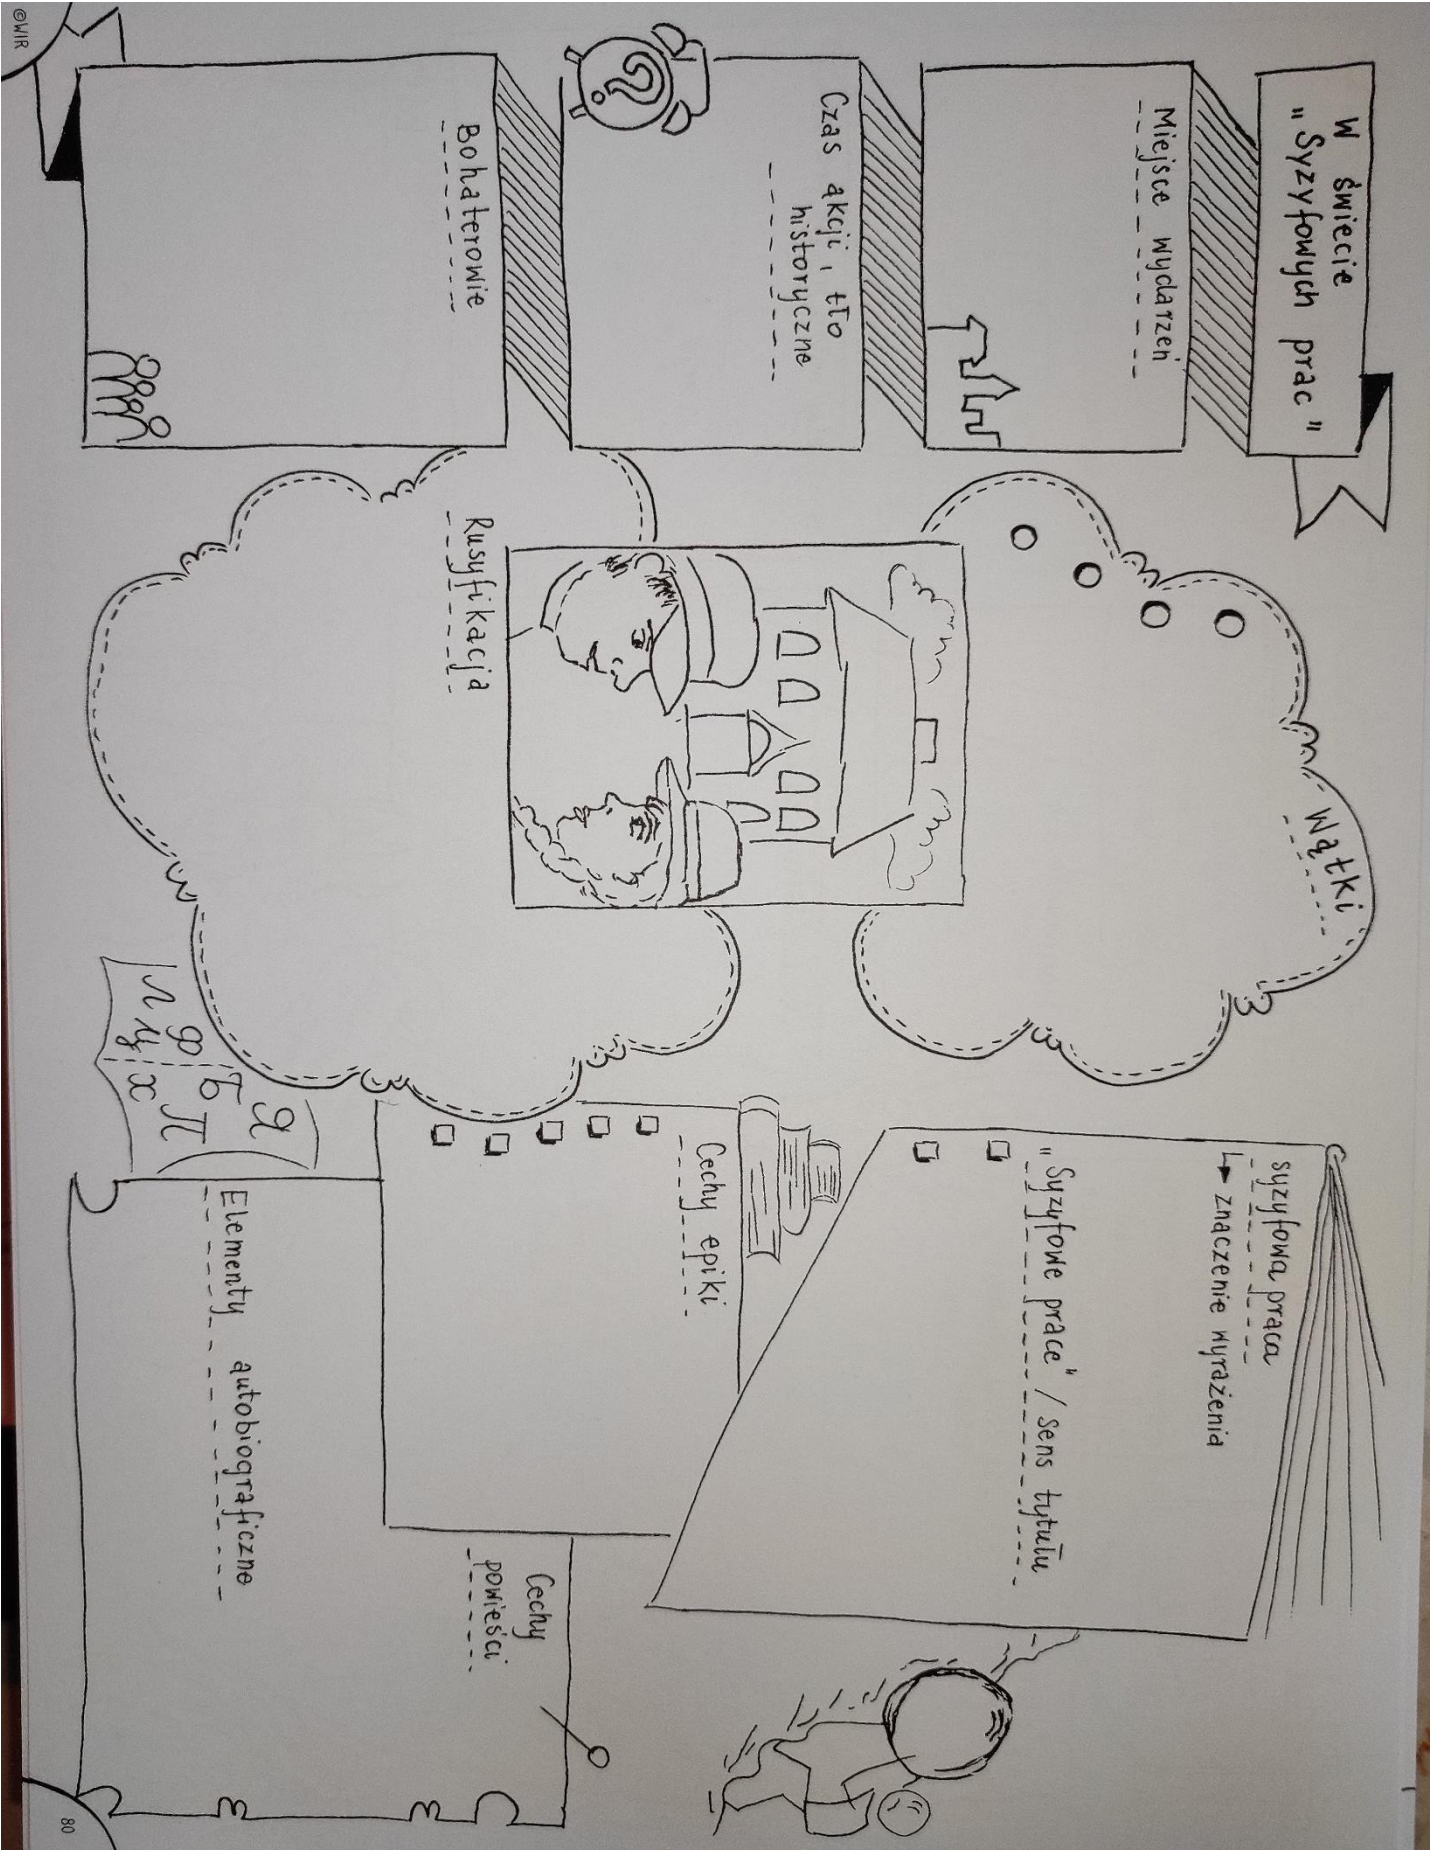 W świecie
"Syzyfowych prac"
Miejsce wydarzeń
Czas akcji, tło
historyczne
?
Bohaterowie
Wątki
Rusyfikacja
syzyfowa praca
↳ znaczenie wyrażenia
"Syzyfowe prace" / sens tytułu
Cechy epiki
Cechy
powieści
Elementy autobiograficzne
Я
Ъ П
ф х
л ц
©WIR
80